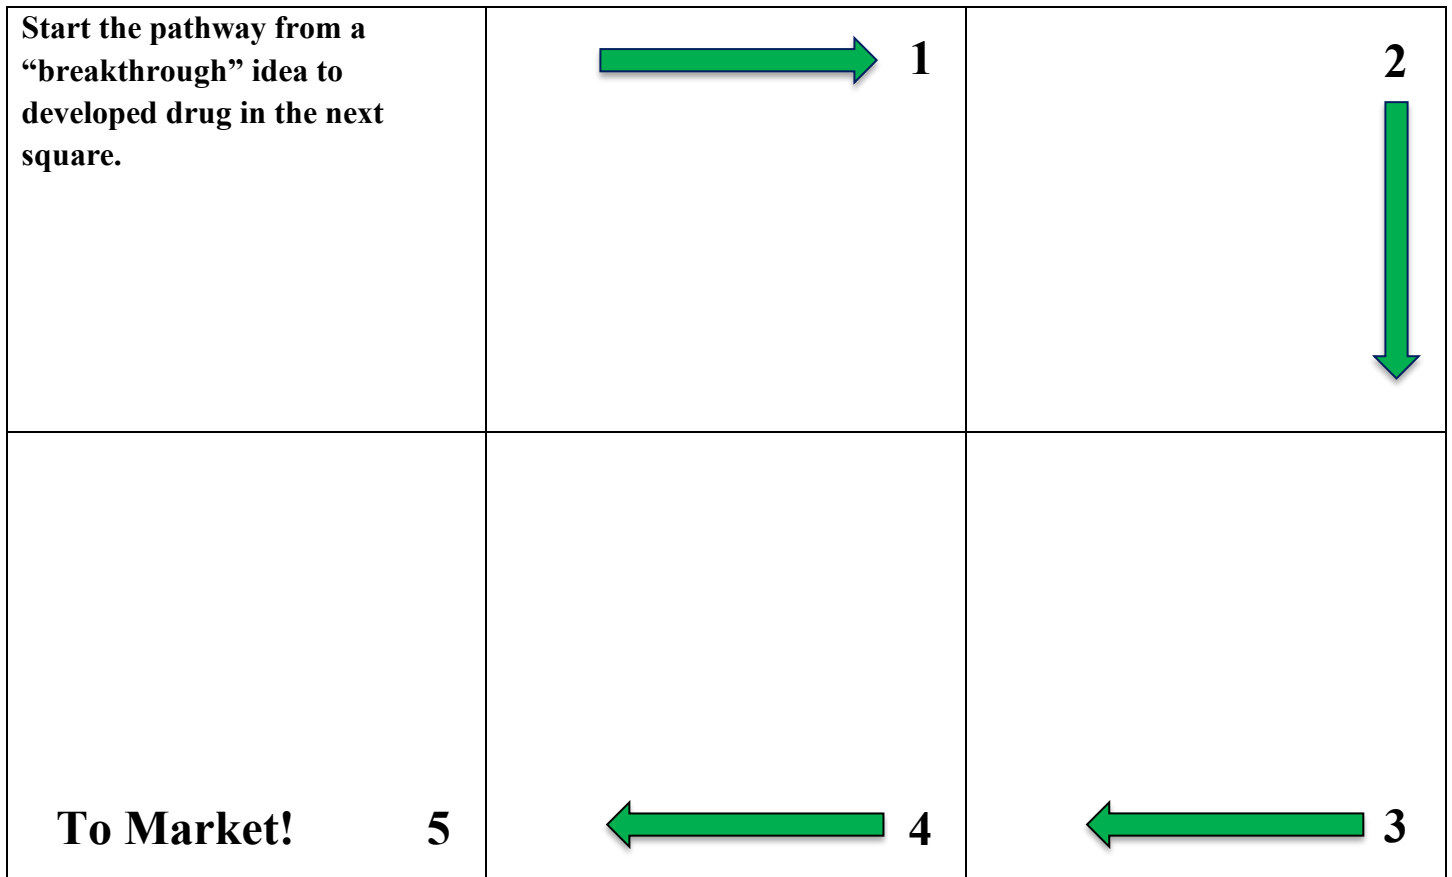 Start the pathway from a
“breakthrough” idea to
developed drug in the next
square.
1
2
3
4
To Market! 5